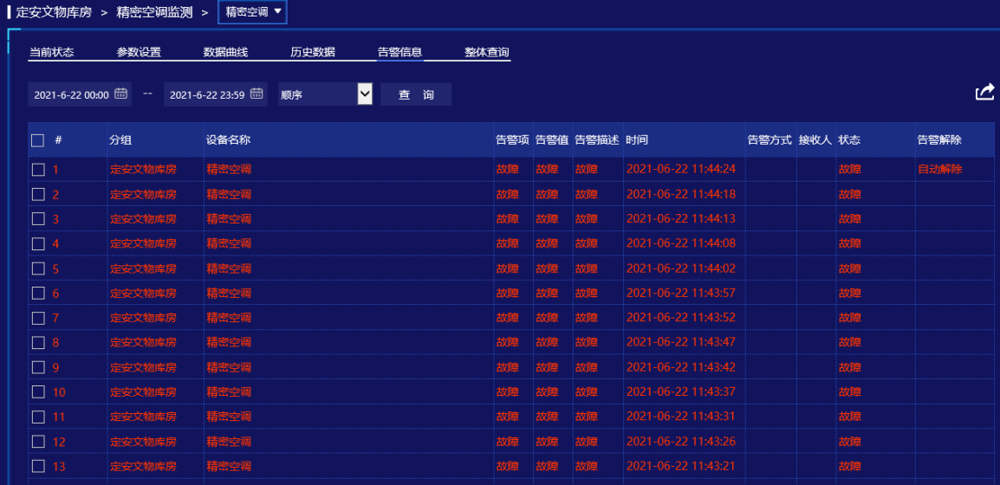 定安文物库房 > 精密空调监测 > 精密空调
当前状态 参数设置 数据曲线 历史数据 告警信息 整体查询
2021-6-22 00:00 -- 2021-6-22 23:59 顺序 查 询
# 分组 设备名称 告警项 告警值 告警描述 时间 告警方式 接收人 状态 告警解除
1 定安文物库房 精密空调 故障 故障 故障 2021-06-22 11:44:24 故障 自动解除
2 定安文物库房 精密空调 故障 故障 故障 2021-06-22 11:44:18 故障
3 定安文物库房 精密空调 故障 故障 故障 2021-06-22 11:44:13 故障
4 定安文物库房 精密空调 故障 故障 故障 2021-06-22 11:44:08 故障
5 定安文物库房 精密空调 故障 故障 故障 2021-06-22 11:44:02 故障
6 定安文物库房 精密空调 故障 故障 故障 2021-06-22 11:43:57 故障
7 定安文物库房 精密空调 故障 故障 故障 2021-06-22 11:43:52 故障
8 定安文物库房 精密空调 故障 故障 故障 2021-06-22 11:43:47 故障
9 定安文物库房 精密空调 故障 故障 故障 2021-06-22 11:43:42 故障
10 定安文物库房 精密空调 故障 故障 故障 2021-06-22 11:43:37 故障
11 定安文物库房 精密空调 故障 故障 故障 2021-06-22 11:43:31 故障
12 定安文物库房 精密空调 故障 故障 故障 2021-06-22 11:43:26 故障
13 定安文物库房 精密空调 故障 故障 故障 2021-06-22 11:43:21 故障